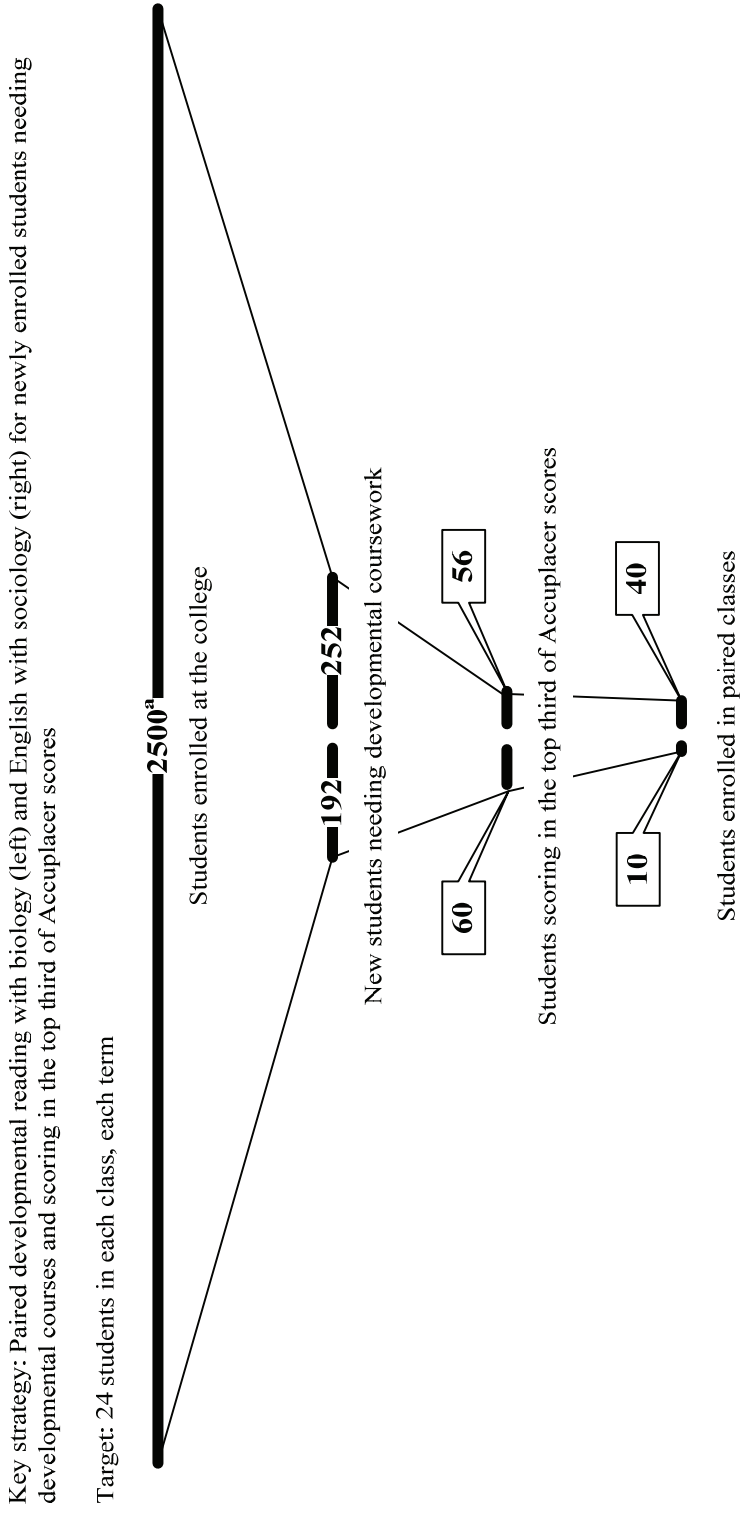 Key strategy: Paired developmental reading with biology (left) and English with sociology (right) for newly enrolled students needing
developmental courses and scoring in the top third of Accuplacer scores
Target: 24 students in each class, each term
2500ª
Students enrolled at the college
192 252
New students needing developmental coursework
60 56
Students scoring in the top third of Accuplacer scores
10 40
Students enrolled in paired classes